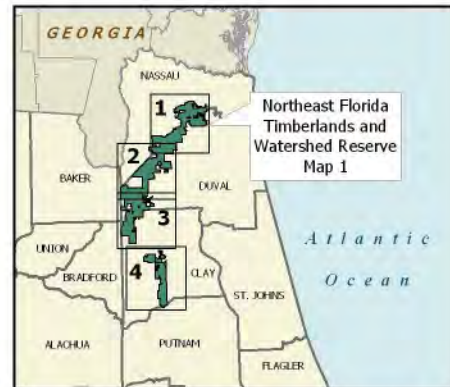 GEORGIA
NASSAU
1
Northeast Florida
Timberlands and
Watershed Reserve
Map 1
2
BAKER
DUVAL
3
UNION
Atlantic
Ocean
4
BRADFORD
CLAY
ST. JOHNS
ALACHUA
PUTNAM
FLAGLER